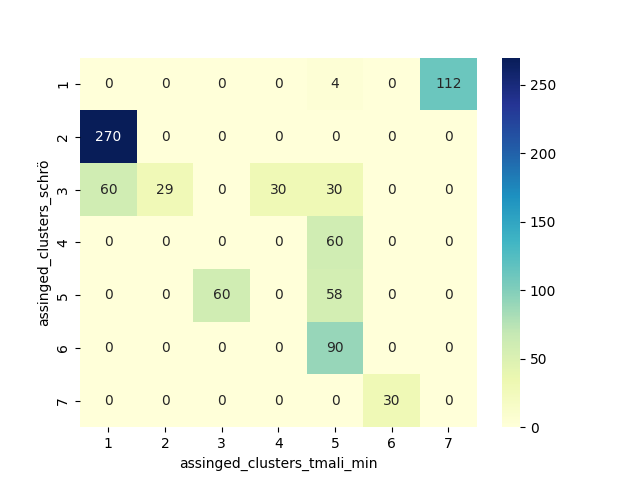 1 0 0 0 0 4 0 112
2 270 0 0 0 0 0 0
3 60 29 0 30 30 0 0
4 0 0 0 0 60 0 0
5 0 0 60 0 58 0 0
6 0 0 0 0 90 0 0
7 0 0 0 0 0 30 0
1 2 3 4 5 6 7
assinged_clusters_tmali_min
assinged_clusters_schrö
250
200
150
100
50
0